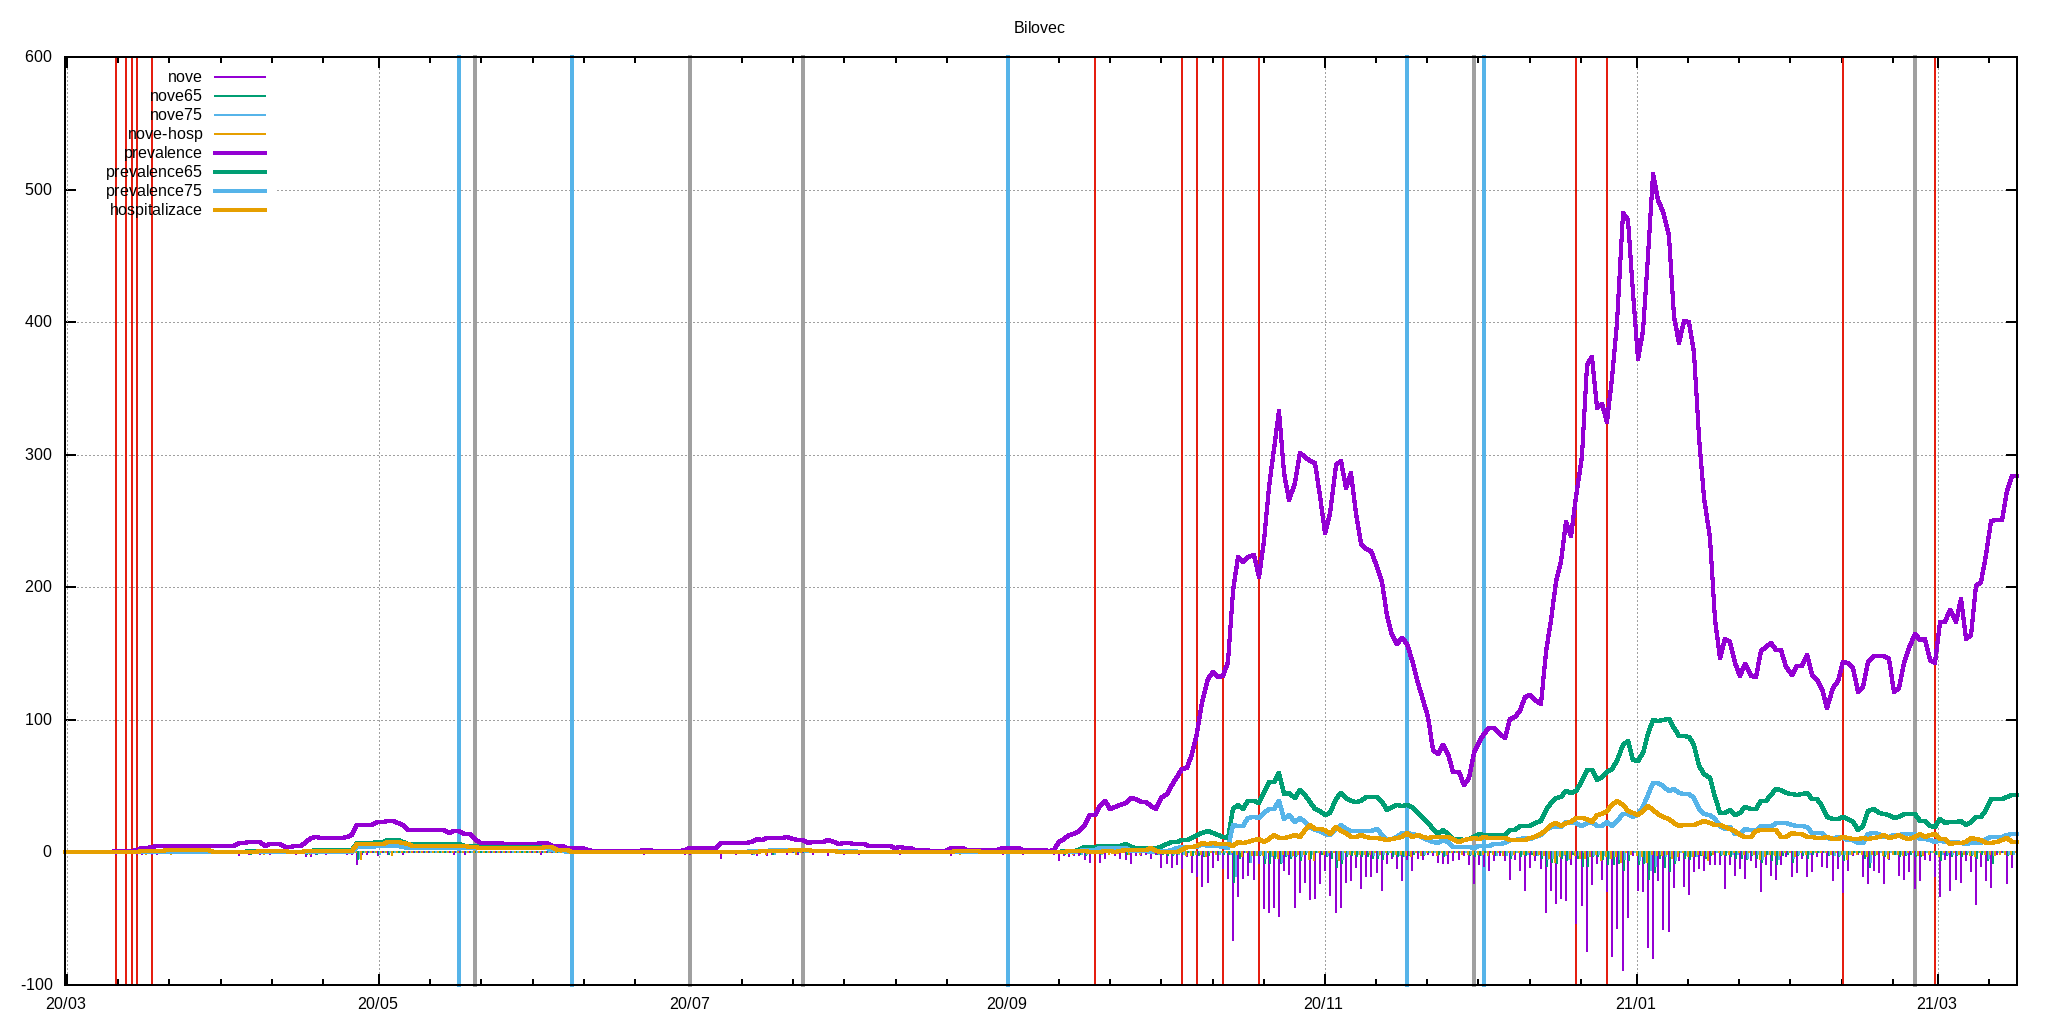 Bilovec
600
500
400
300
200
100
0
-100
nove
nove65
nove75
nove-hosp
prevalence
prevalence65
prevalence75
hospitalizace
20/03 20/05 20/07 20/09 20/11 21/01 21/03